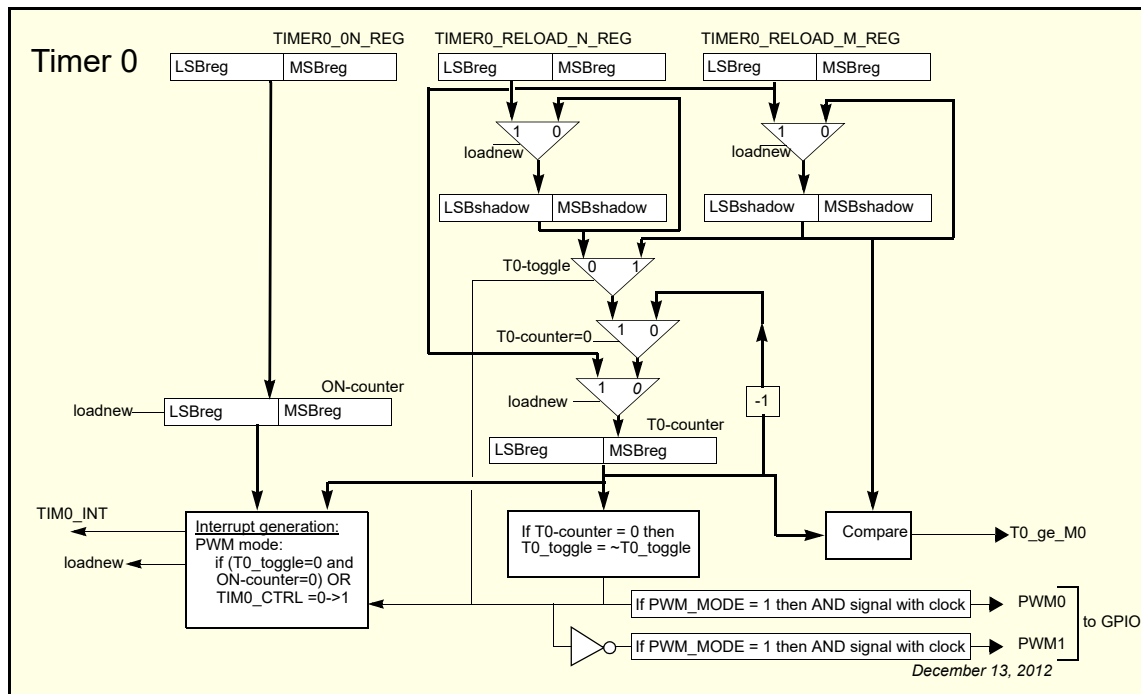 Timer 0
TIMER0_0N_REG
TIMER0_RELOAD_N_REG
TIMER0_RELOAD_M_REG
LSBreg
MSBreg
LSBreg
MSBreg
LSBreg
MSBreg
1 0
loadnew
1 0
loadnew
LSBshadow
MSBshadow
LSBshadow
MSBshadow
T0-toggle
0 1
1 0
T0-counter=0
ON-counter
1 0
loadnew
-1
loadnew
LSBreg
MSBreg
T0-counter
LSBreg
MSBreg
TIM0_INT
loadnew
Interrupt generation:
PWM mode:
if (T0_toggle=0 and
ON-counter=0) OR
TIM0_CTRL =0->1
If T0-counter = 0 then
T0_toggle = ~T0_toggle
Compare
T0_ge_M0
If PWM_MODE = 1 then AND signal with clock
PWM0
to GPIO
If PWM_MODE = 1 then AND signal with clock
PWM1
December 13, 2012